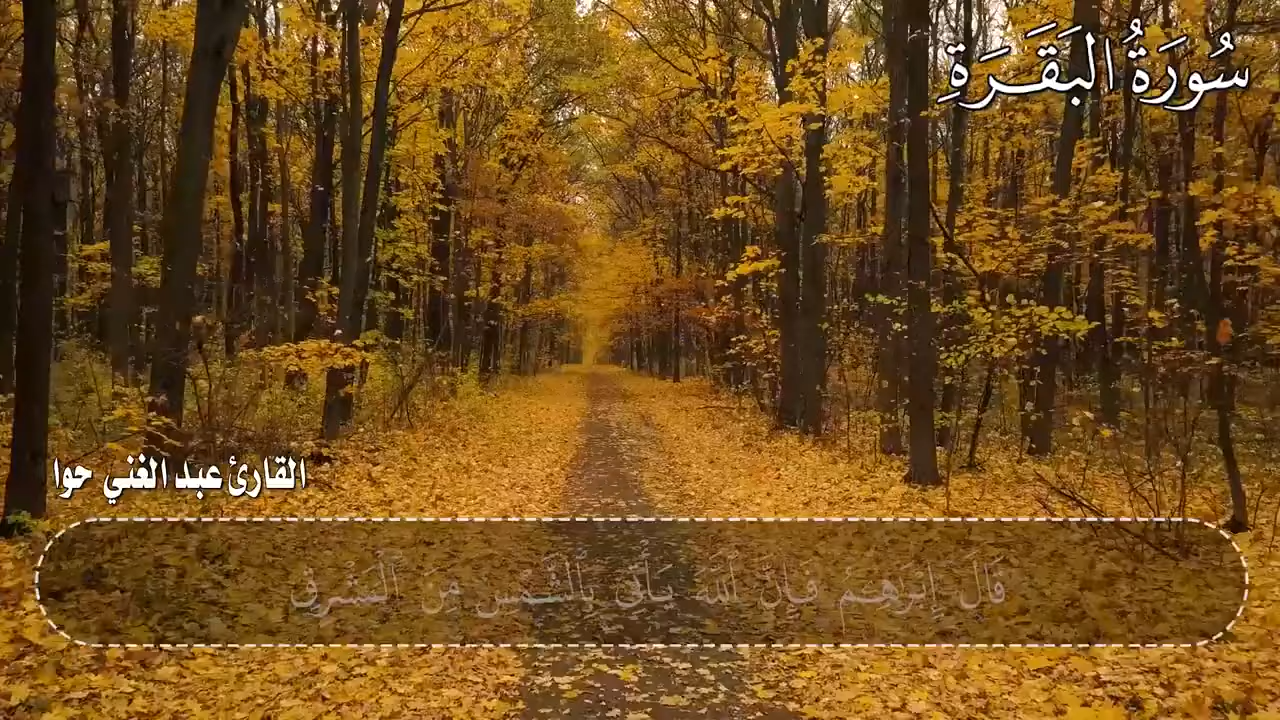 سُورَةُ البَقَرَةِ
القارئ عبد الغني حوا
قَالَ إِبْرَٰهِـۧمُ فَإِنَّ ٱللَّهَ يَأْتِى بِٱلشَّمْسِ مِنَ ٱلْمَشْرِقِ